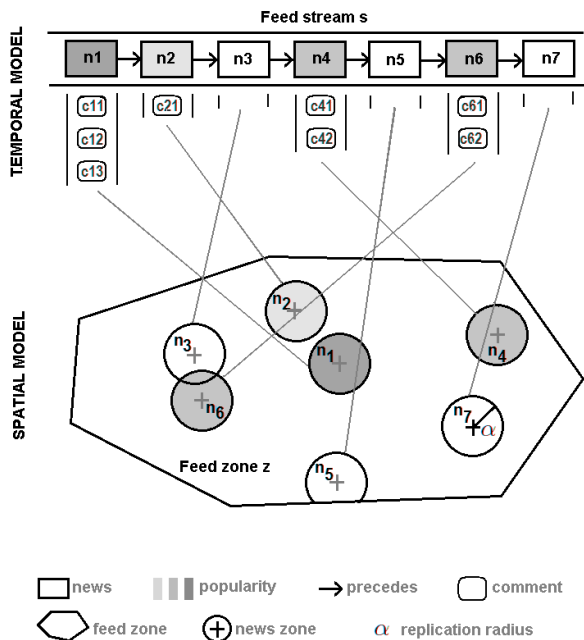 Feed stream s
TEMPORAL MODEL
n1 n2 n3 n4 n5 n6 n7
c11 c21 c41 c61
c12 c42 c62
c13
SPATIAL MODEL
n2
n3
n1
n4
n6
n7
α
n5
Feed zone z
news popularity precedes comment
feed zone news zone α replication radius